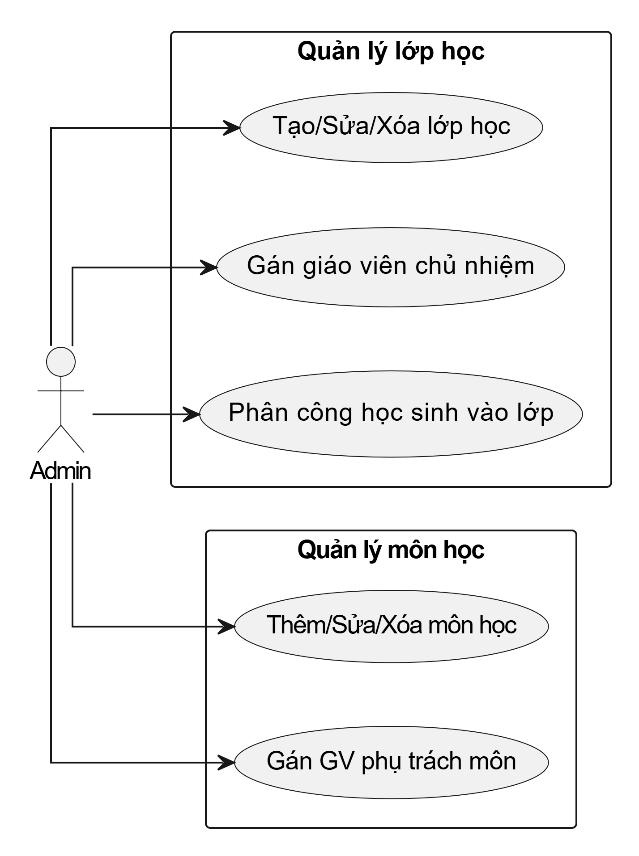 Quản lý lớp học
Tạo/Sửa/Xóa lớp học
Gán giáo viên chủ nhiệm
Phân công học sinh vào lớp
Admin
Quản lý môn học
Thêm/Sửa/Xóa môn học
Gán GV phụ trách môn